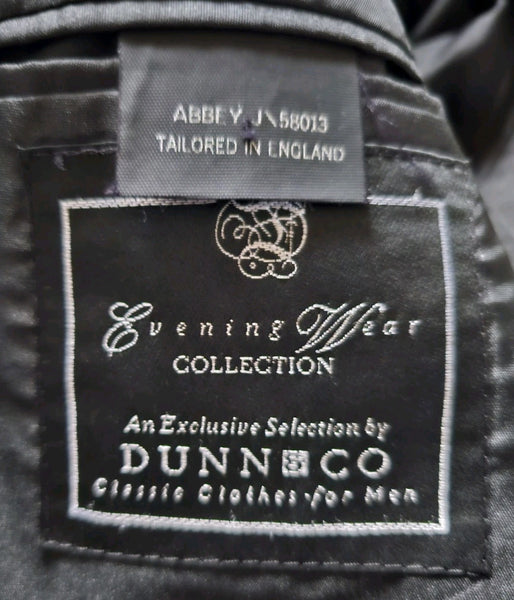 ABBEY J\58013
TAILORED IN ENGLAND
Evening Wear
COLLECTION
An Exclusive Selection by
DUNN & CO
Classic Clothes · for Men